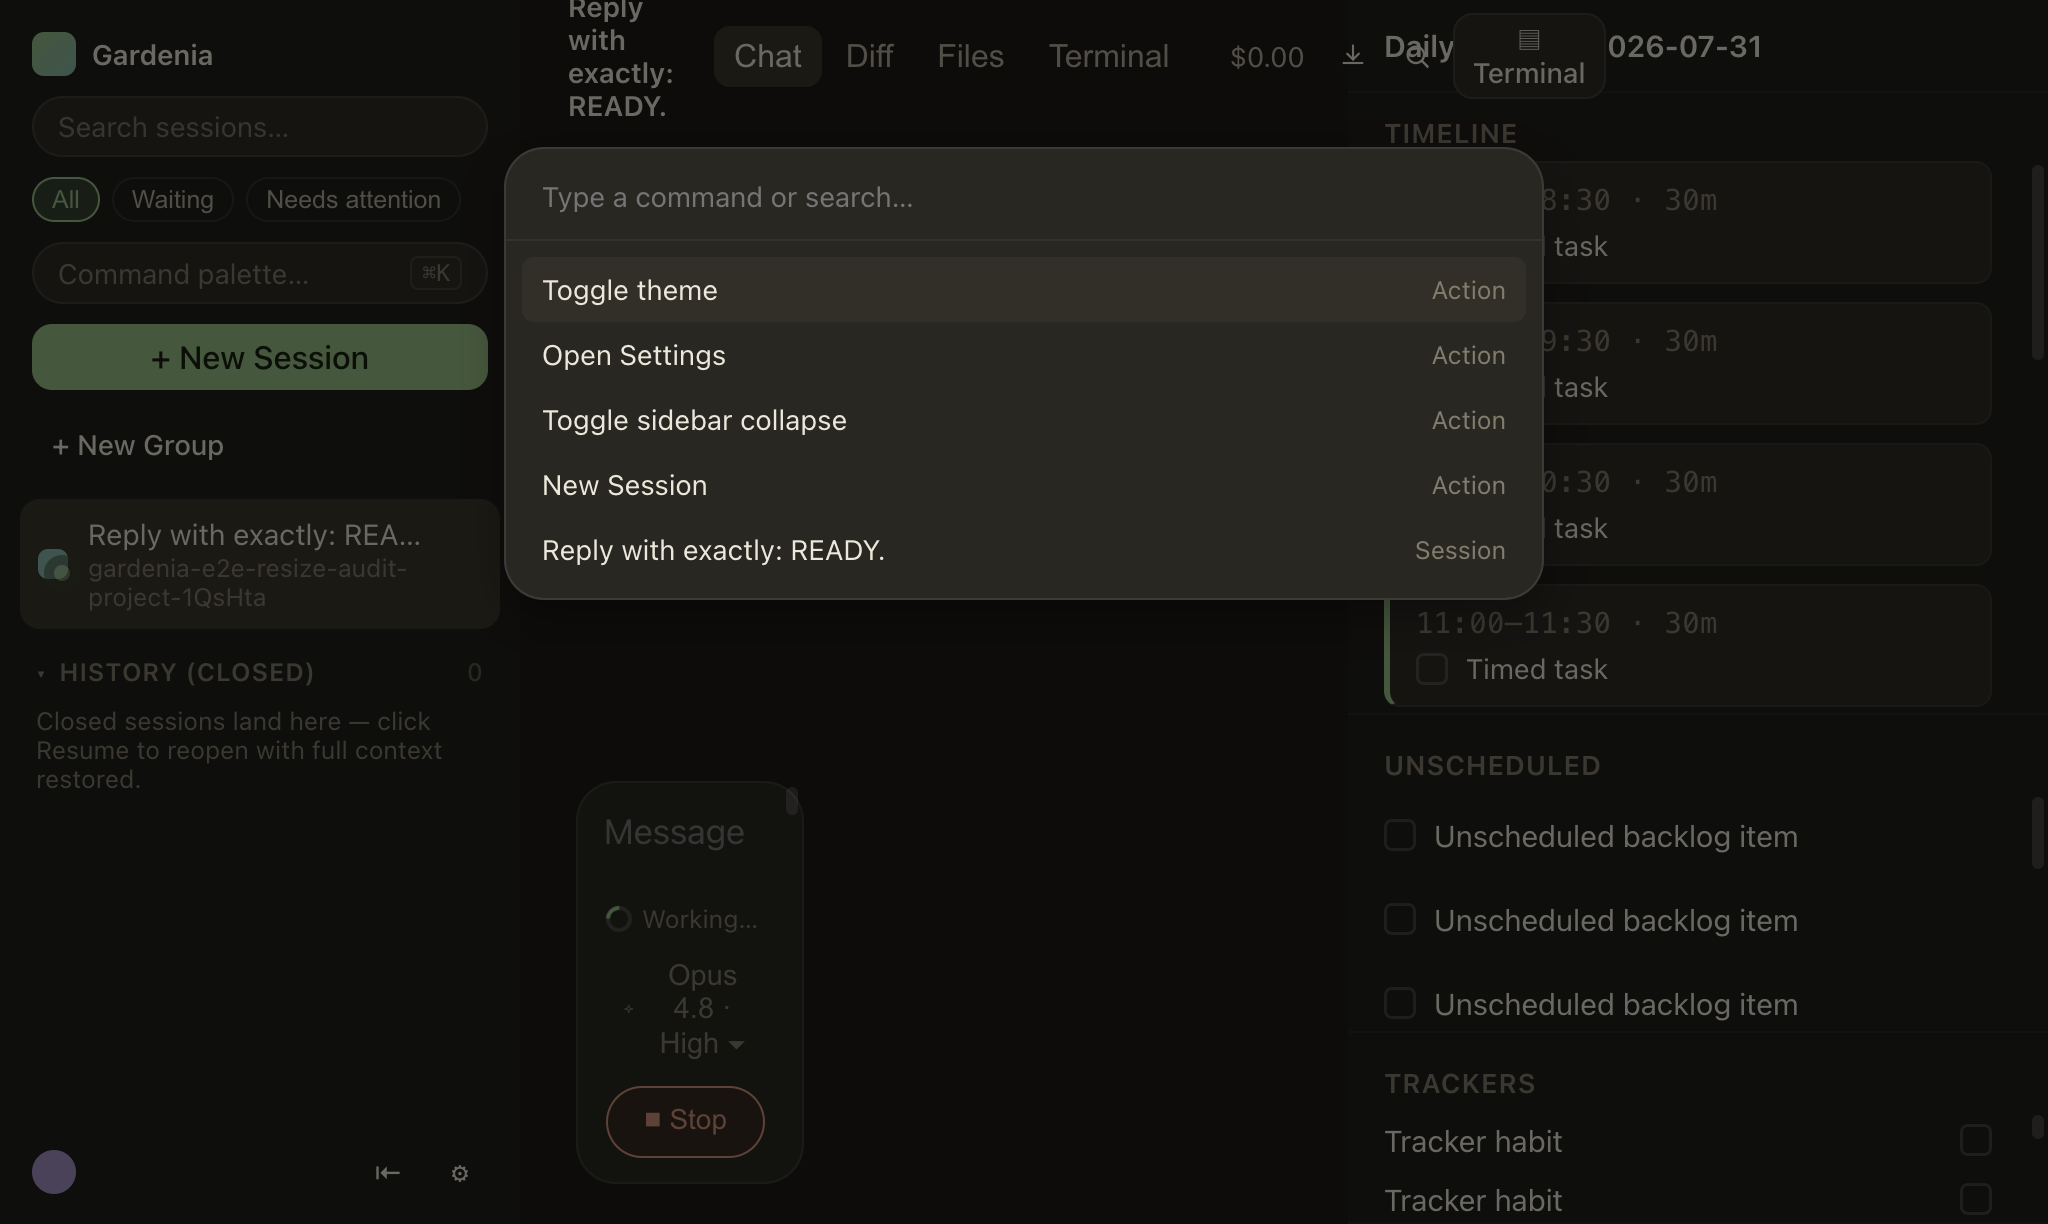 Gardenia
Search sessions...
All
Waiting
Needs attention
Command palette...
⌘K
+ New Session
+ New Group
Reply with exactly: REA...
gardenia-e2e-resize-audit-
project-1QsHta
HISTORY (CLOSED)
0
Closed sessions land here — click
Resume to reopen with full context
restored.
Reply
with
exactly:
READY.
Chat
Diff
Files
Terminal
$0.00
Type a command or search...
Toggle theme
Action
Open Settings
Action
Toggle sidebar collapse
Action
New Session
Action
Reply with exactly: READY.
Session
Message
Working...
Opus
4.8 ·
High
Stop
Daily
Terminal
026-07-31
TIMELINE
8:30 · 30m
task
9:30 · 30m
task
0:30 · 30m
task
11:00–11:30 · 30m
Timed task
UNSCHEDULED
Unscheduled backlog item
Unscheduled backlog item
Unscheduled backlog item
TRACKERS
Tracker habit
Tracker habit